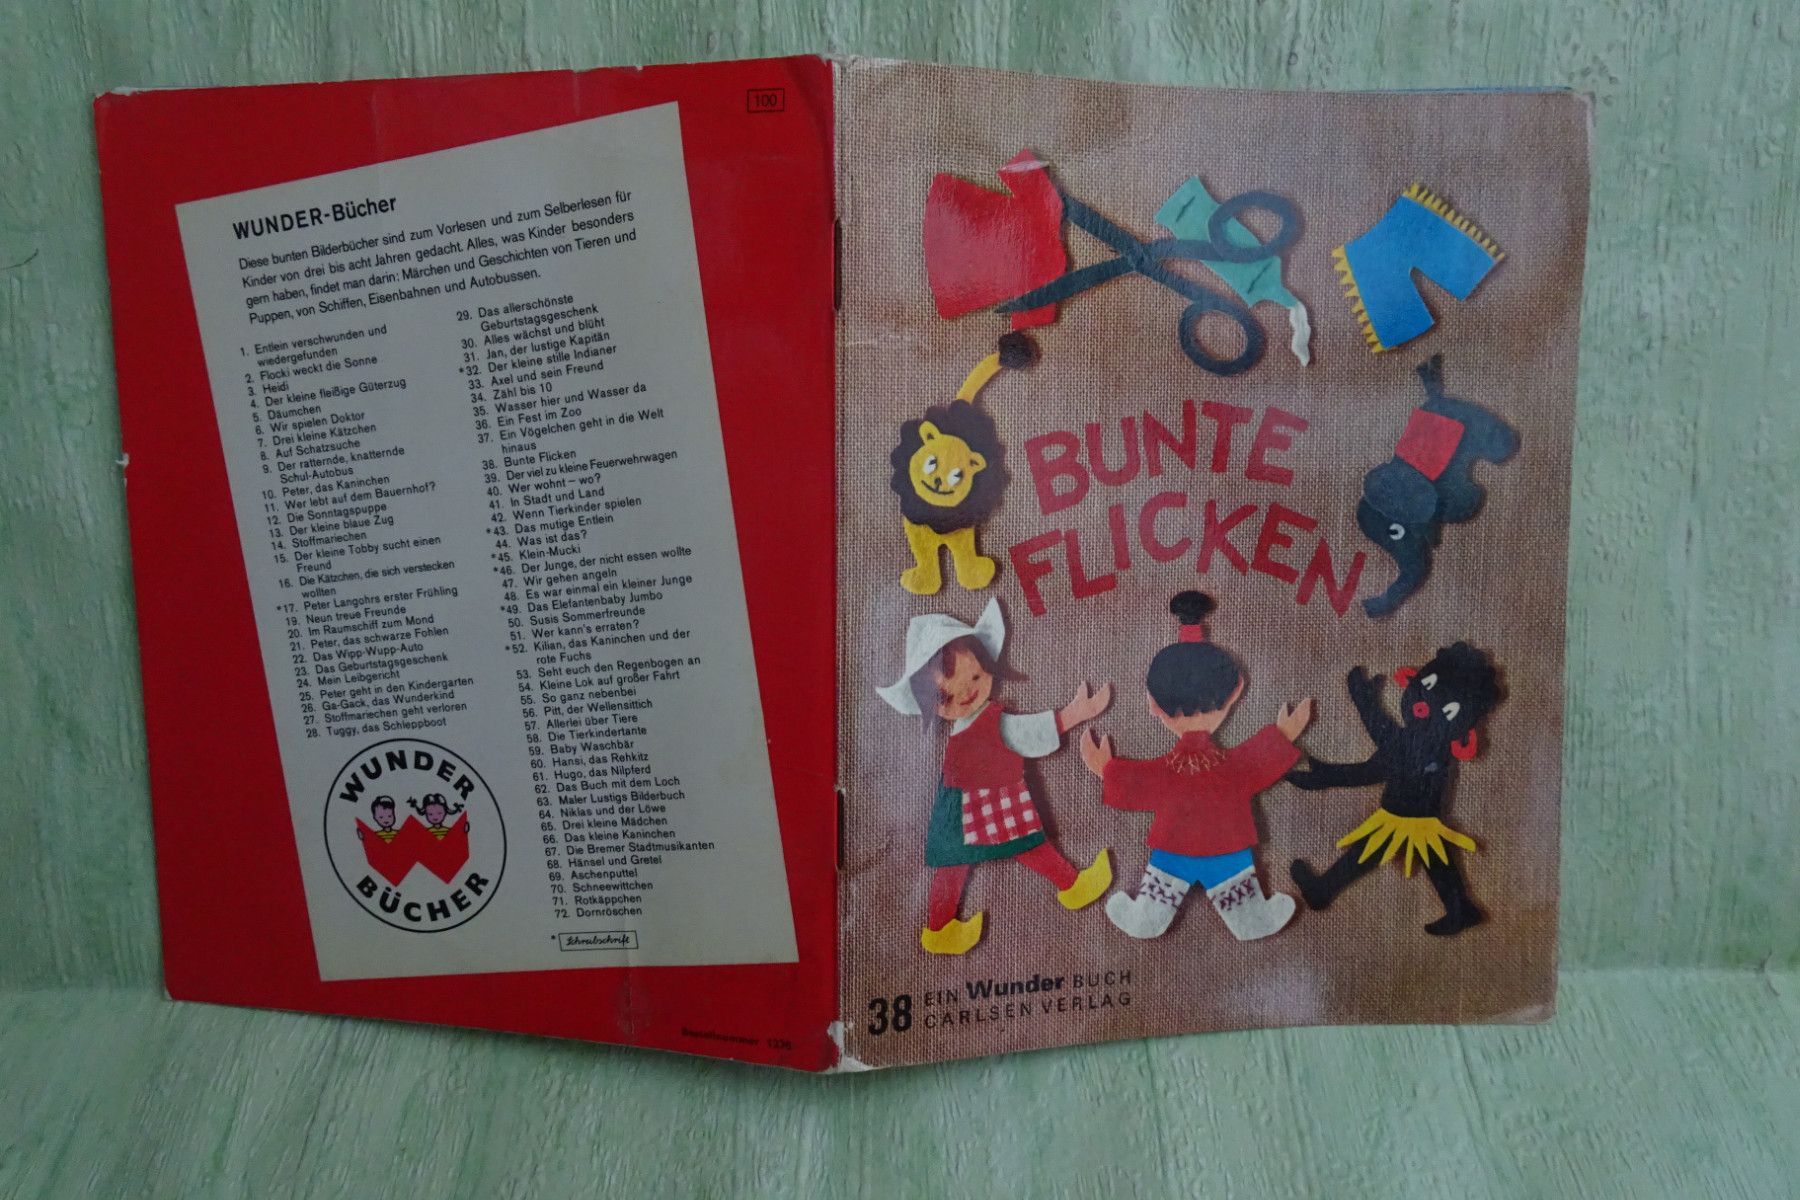 100
WUNDER-Bücher
Diese bunten Bilderbücher sind zum Vorlesen und zum Selberlesen für
Kinder von drei bis acht Jahren gedacht. Alles, was Kinder besonders
gern haben, findet man darin: Märchen und Geschichten von Tieren und
Puppen, von Schiffen, Eisenbahnen und Autobussen.
1. Entlein verschwunden und
wiedergefunden
2. Flocki weckt die Sonne
3. Heidi
4. Der kleine fleißige Güterzug
5. Däumchen
6. Wir spielen Doktor
7. Drei kleine Kätzchen
8. Auf Schatzsuche
9. Der ratternde, knatternde
Schul-Autobus
10. Peter, das Kaninchen
11. Wer lebt auf dem Bauernhof?
12. Die Sonntagspuppe
13. Der kleine blaue Zug
14. Stoffmariechen
15. Der kleine Tobby sucht einen
Freund
16. Die Kätzchen, die sich verstecken
wollten
*17. Peter Langohrs erster Frühling
19. Neun treue Freunde
20. Im Raumschiff zum Mond
21. Peter, das schwarze Fohlen
22. Das Wipp-Wupp-Auto
23. Das Geburtstagsgeschenk
24. Mein Leibgericht
25. Peter geht in den Kindergarten
26. Ga-Gack, das Wunderkind
27. Stoffmariechen geht verloren
28. Tuggy, das Schleppboot
29. Das allerschönste
Geburtstagsgeschenk
30. Alles wächst und blüht
31. Jan, der lustige Kapitän
*32. Der kleine stille Indianer
33. Axel und sein Freund
34. Zähl bis 10
35. Wasser hier und Wasser da
36. Ein Fest im Zoo
37. Ein Vögelchen geht in die Welt
hinaus
38. Bunte Flicken
39. Der viel zu kleine Feuerwehrwagen
40. Wer wohnt – wo?
41. In Stadt und Land
42. Wenn Tierkinder spielen
*43. Das mutige Entlein
44. Was ist das?
*45. Klein-Mucki
*46. Der Junge, der nicht essen wollte
47. Wir gehen angeln
48. Es war einmal ein kleiner Junge
*49. Das Elefantenbaby Jumbo
50. Susis Sommerfreunde
51. Wer kann's erraten?
*52. Kilian, das Kaninchen und der
rote Fuchs
53. Seht euch den Regenbogen an
54. Kleine Lok auf großer Fahrt
55. So ganz nebenbei
56. Pitt, der Wellensittich
57. Allerlei über Tiere
58. Die Tierkindertante
59. Baby Waschbär
60. Hansi, das Rehkitz
61. Hugo, das Nilpferd
62. Das Buch mit dem Loch
63. Maler Lustigs Bilderbuch
64. Niklas und der Löwe
65. Drei kleine Mädchen
66. Das kleine Kaninchen
67. Die Bremer Stadtmusikanten
68. Hänsel und Gretel
69. Aschenputtel
70. Schneewittchen
71. Rotkäppchen
72. Dornröschen
* Schreibschrift
WUNDER
BÜCHER
Bestellnummer
BUNTE
FLICKEN
38 EIN Wunder BUCH
CARLSEN VERLAG